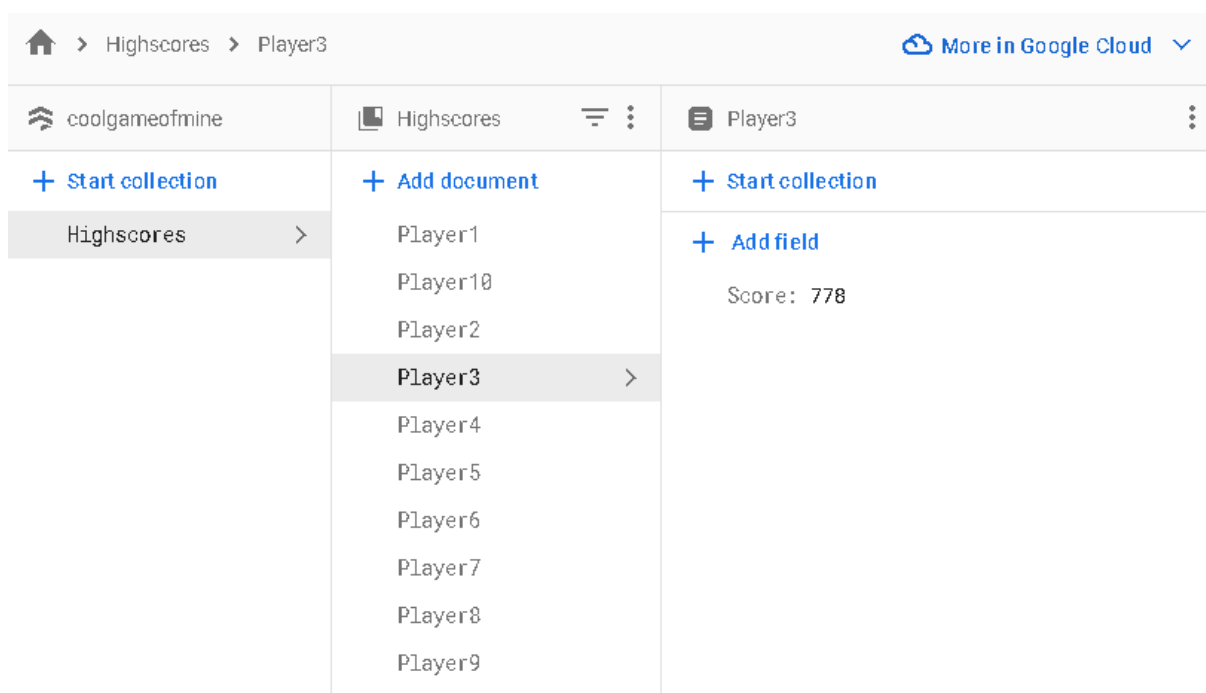 Highscores Player3
More in Google Cloud
coolgameofmine
Highscores
Player3
Start collection
Add document
Start collection
Highscores
Player1
Player10
Player2
Player3
Player4
Player5
Player6
Player7
Player8
Player9
Add field
Score: 778